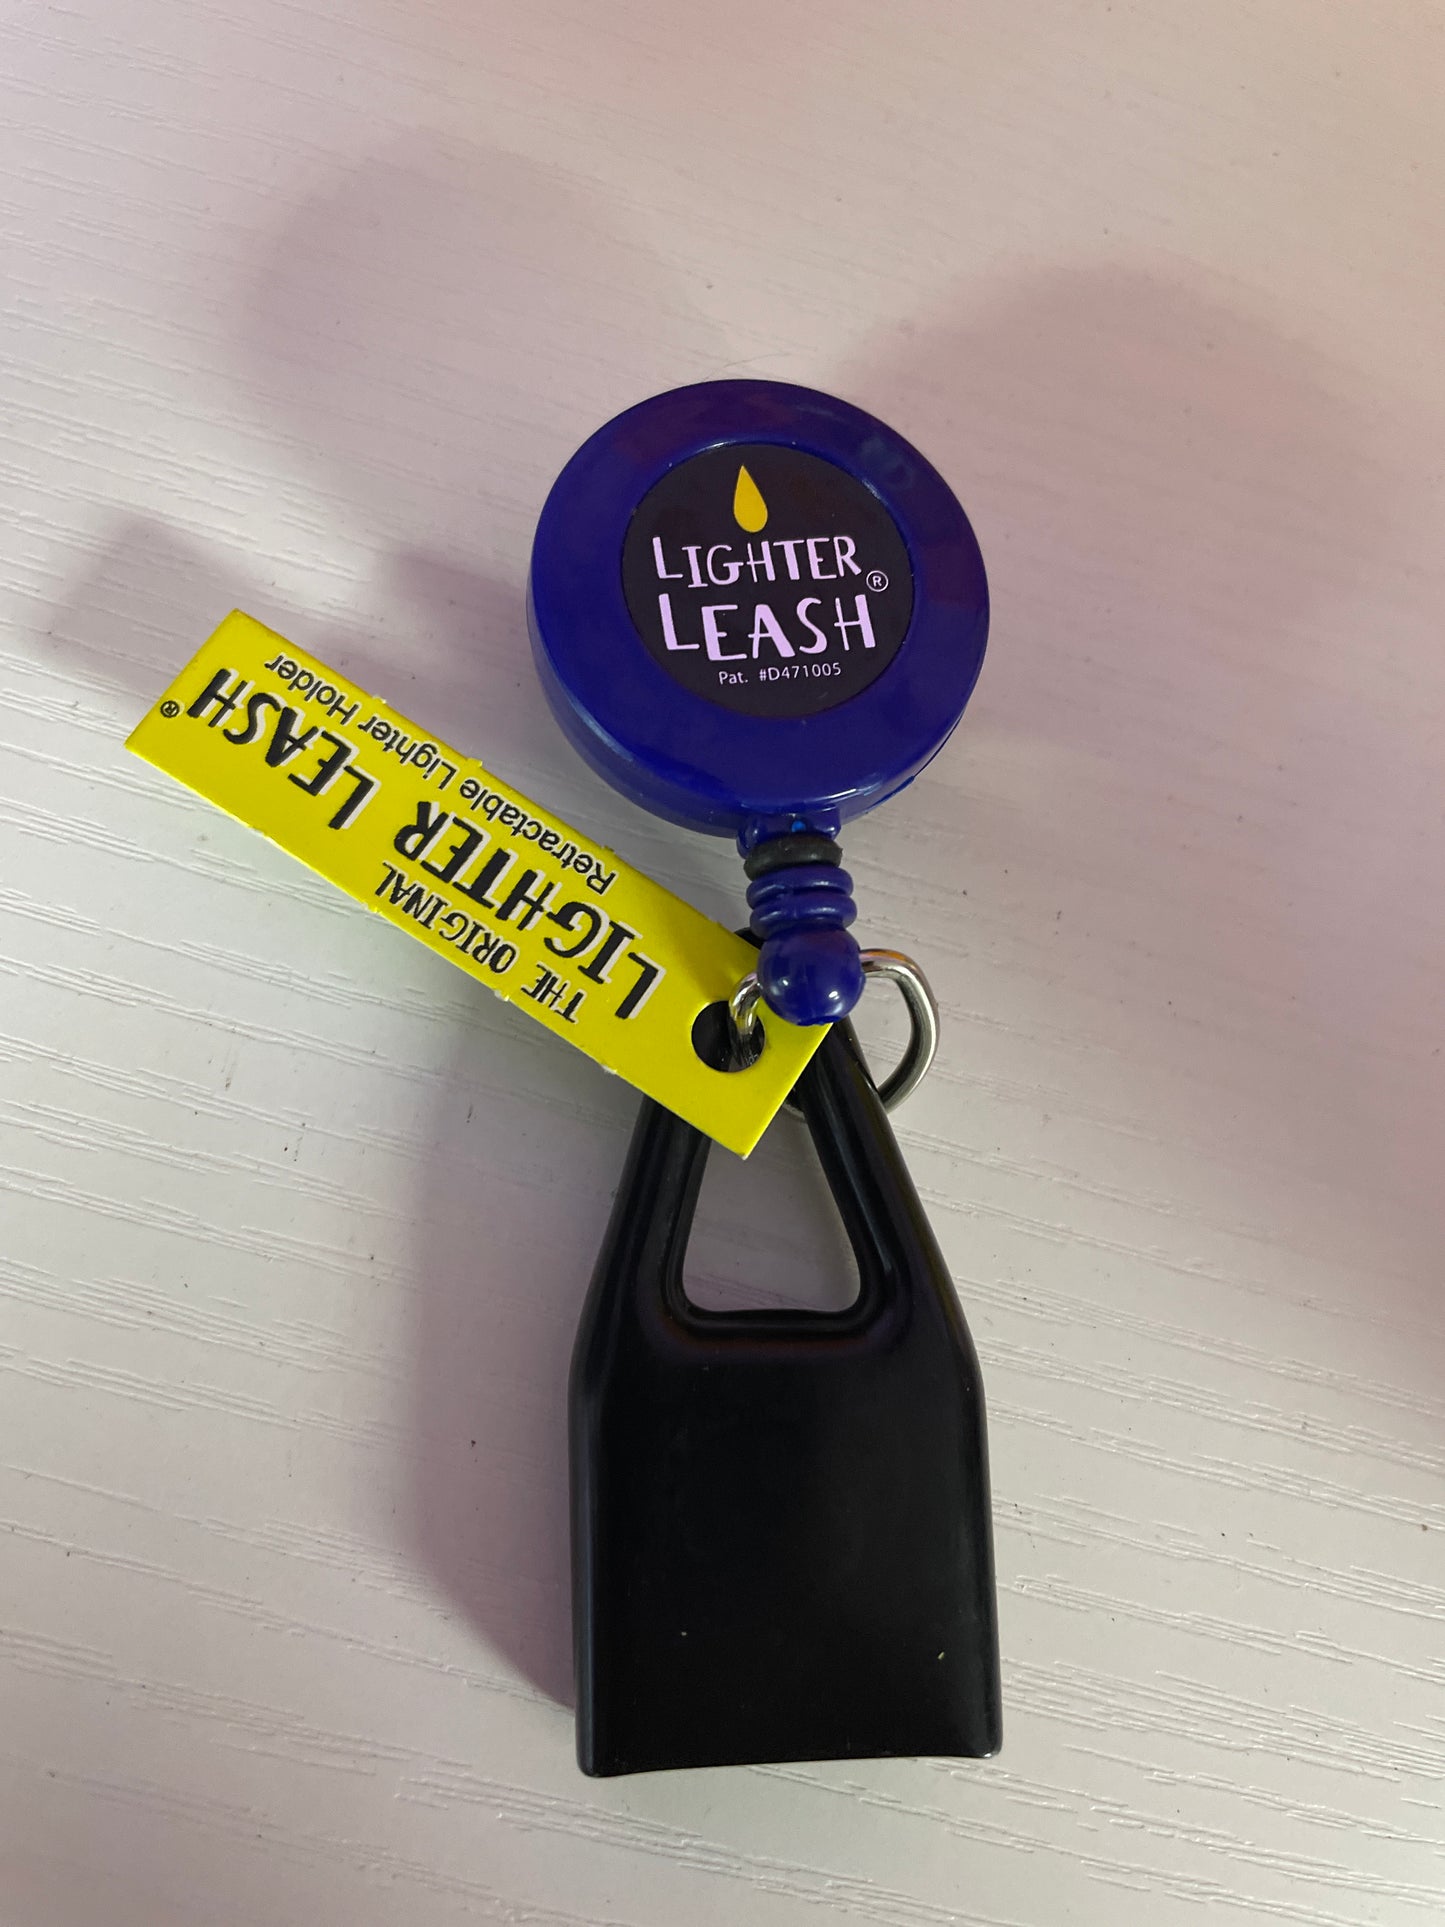 LIGHTER
LEASH®
Pat. #D471005
THE ORIGINAL
LIGHTER LEASH®
Retractable Lighter Holder